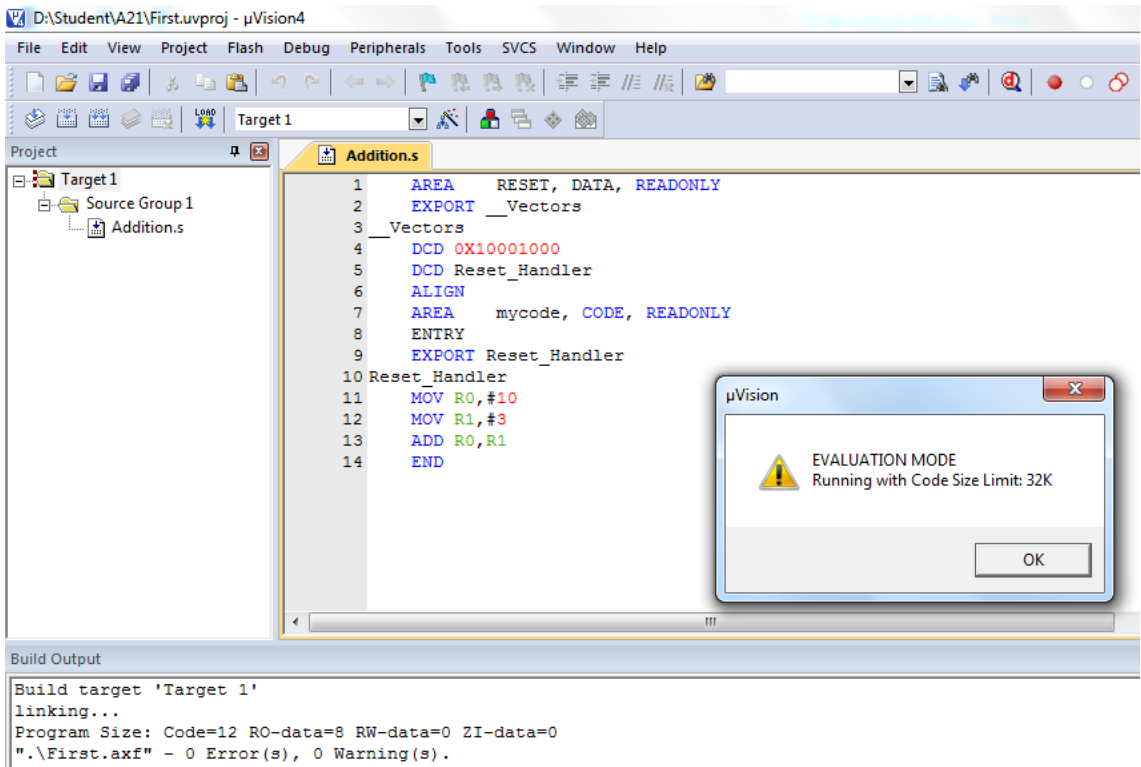 D:\Student\A21\First.uvproj - µVision4
File Edit View Project Flash Debug Peripherals Tools SVCS Window Help
LOAD Target 1
Project
Addition.s
Target 1
Source Group 1
Addition.s
1 AREA RESET, DATA, READONLY
2 EXPORT __Vectors
3 __Vectors
4 DCD 0X10001000
5 DCD Reset_Handler
6 ALIGN
7 AREA mycode, CODE, READONLY
8 ENTRY
9 EXPORT Reset_Handler
10 Reset_Handler
11 MOV R0,#10
12 MOV R1,#3
13 ADD R0,R1
14 END
µVision
EVALUATION MODE
Running with Code Size Limit: 32K
OK
Build Output
Build target 'Target 1'
linking...
Program Size: Code=12 RO-data=8 RW-data=0 ZI-data=0
".\First.axf" - 0 Error(s), 0 Warning(s).